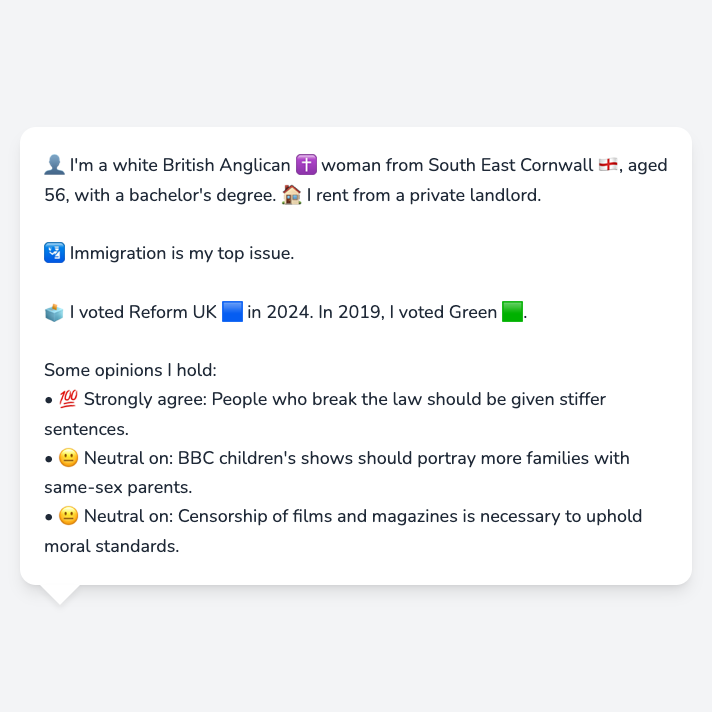 👤 I'm a white British Anglican ✝️ woman from South East Cornwall 🏴󠁧󠁢󠁥󠁮󠁧󠁿, aged
56, with a bachelor's degree. 🏠 I rent from a private landlord.
🛂 Immigration is my top issue.
🗳️ I voted Reform UK 🟦 in 2024. In 2019, I voted Green 🟩.
Some opinions I hold:
• 💯 Strongly agree: People who break the law should be given stiffer
sentences.
• 😐 Neutral on: BBC children's shows should portray more families with
same-sex parents.
• 😐 Neutral on: Censorship of films and magazines is necessary to uphold
moral standards.